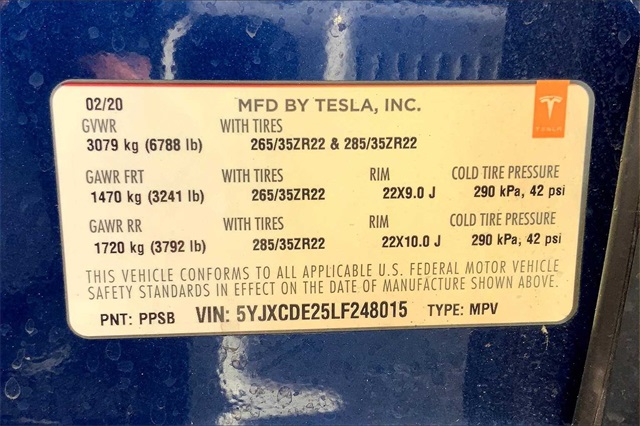 02/20 MFD BY TESLA, INC.
TESLA
GVWR WITH TIRES
3079 kg (6788 lb) 265/35ZR22 & 285/35ZR22
GAWR FRT WITH TIRES RIM COLD TIRE PRESSURE
1470 kg (3241 lb) 265/35ZR22 22X9.0 J 290 kPa, 42 psi
GAWR RR WITH TIRES RIM COLD TIRE PRESSURE
1720 kg (3792 lb) 285/35ZR22 22X10.0 J 290 kPa, 42 psi
THIS VEHICLE CONFORMS TO ALL APPLICABLE U.S. FEDERAL MOTOR VEHICLE
SAFETY STANDARDS IN EFFECT ON THE DATE OF MANUFACTURE SHOWN ABOVE.
PNT: PPSB VIN: 5YJXCDE25LF248015 TYPE: MPV